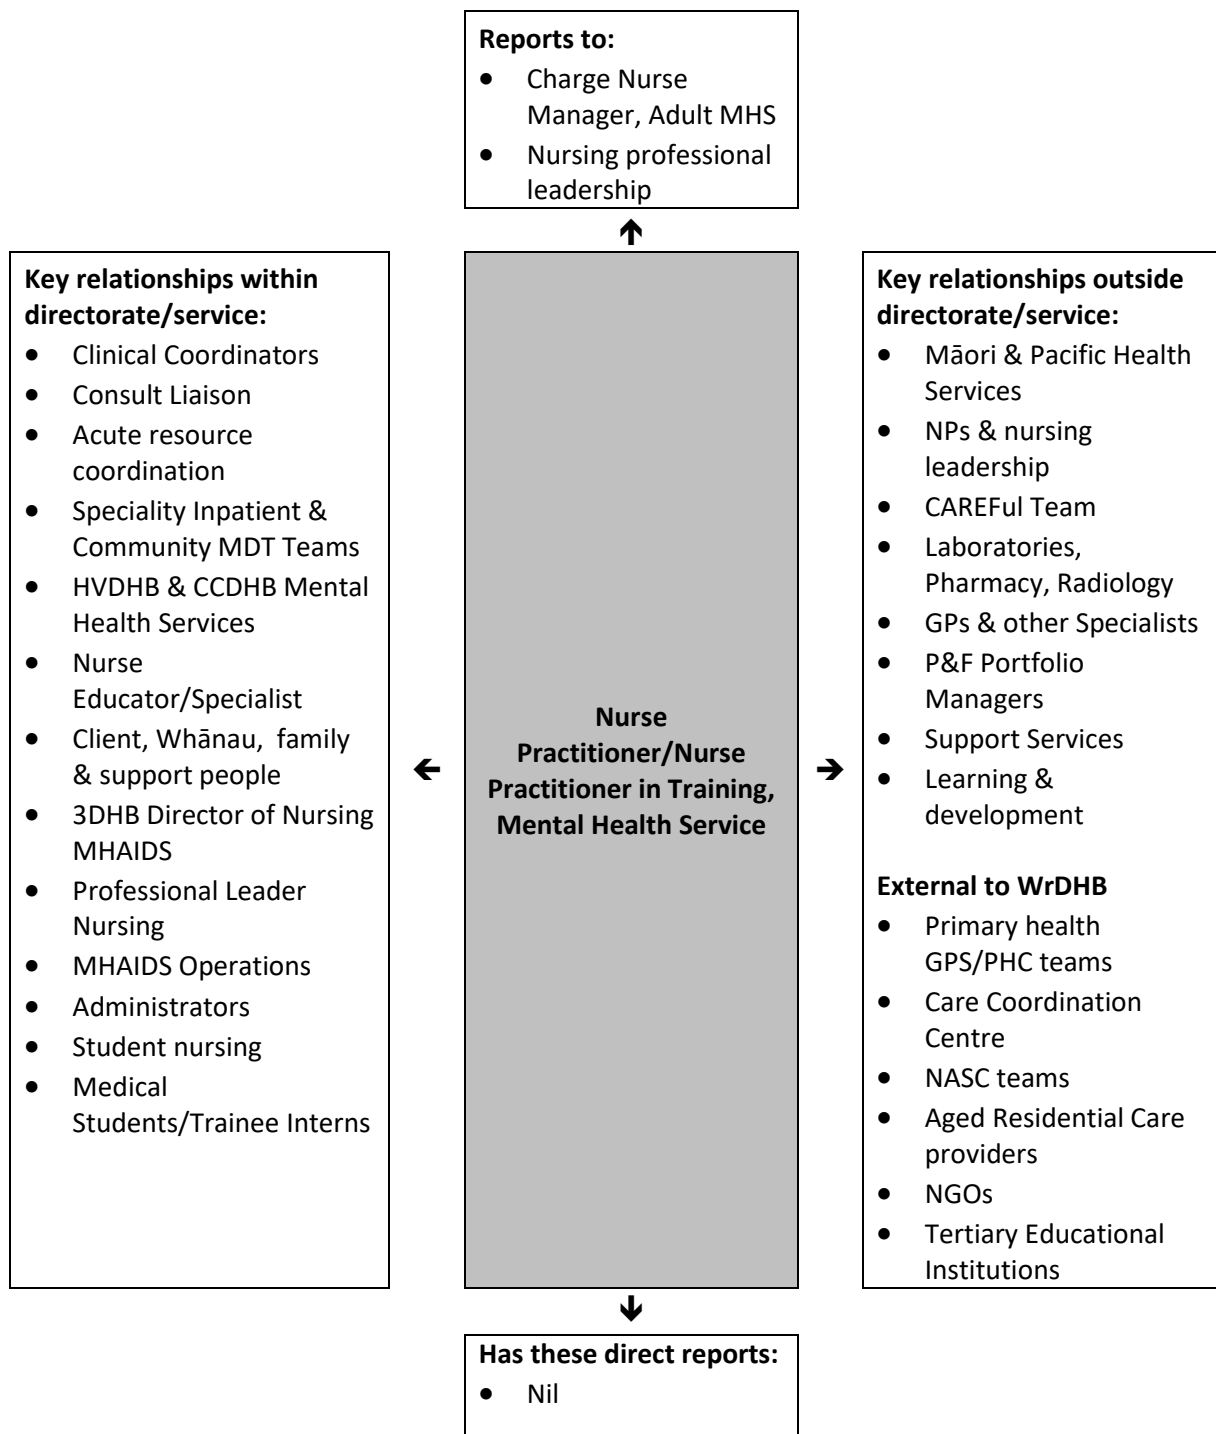 Reports to:
• Charge Nurse
Manager, Adult MHS
• Nursing professional
leadership
Key relationships within
directorate/service:
• Clinical Coordinators
• Consult Liaison
• Acute resource
coordination
• Speciality Inpatient &
Community MDT Teams
• HVDHB & CCDHB Mental
Health Services
• Nurse
Educator/Specialist
• Client, Whānau, family
& support people
• 3DHB Director of Nursing
MHAIDS
• Professional Leader
Nursing
• MHAIDS Operations
• Administrators
• Student nursing
• Medical
Students/Trainee Interns
Nurse
Practitioner/Nurse
Practitioner in Training,
Mental Health Service
Key relationships outside
directorate/service:
• Māori & Pacific Health
Services
• NPs & nursing
leadership
• CAREFul Team
• Laboratories,
Pharmacy, Radiology
• GPs & other Specialists
• P&F Portfolio
Managers
• Support Services
• Learning &
development
External to WrDHB
• Primary health
GPS/PHC teams
• Care Coordination
Centre
• NASC teams
• Aged Residential Care
providers
• NGOs
• Tertiary Educational
Institutions
Has these direct reports:
• Nil